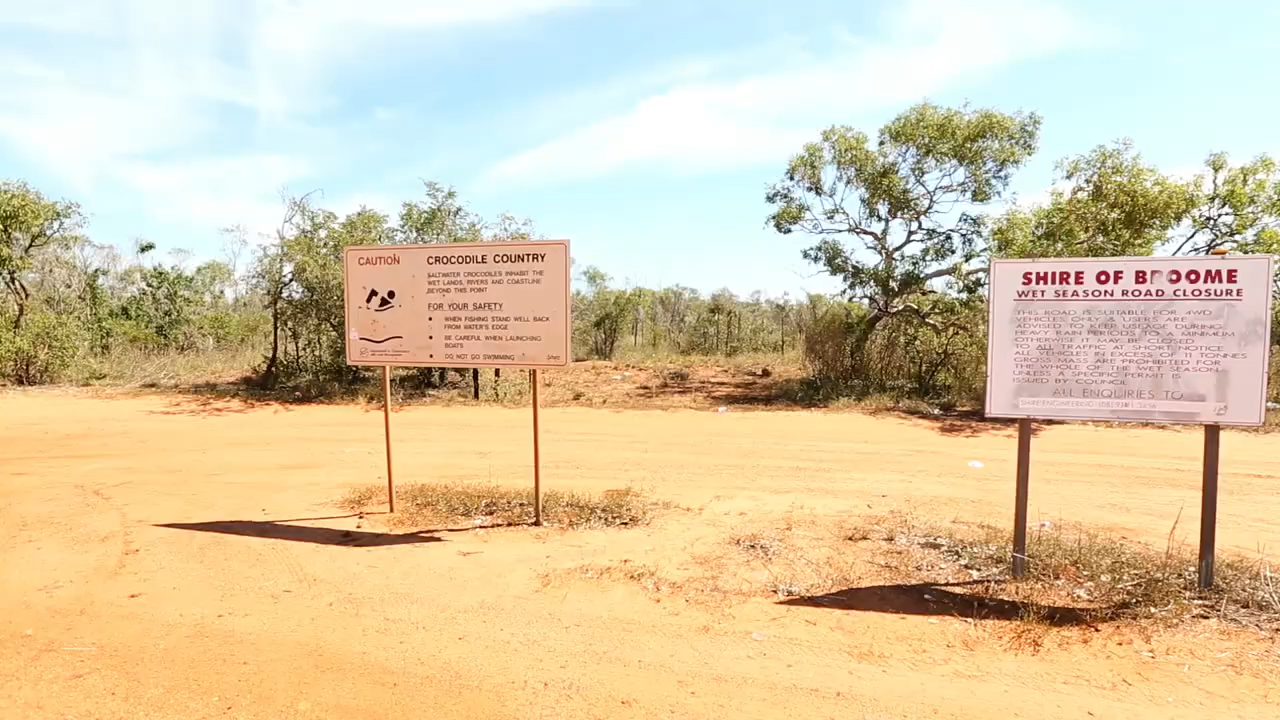 CAUTION
CROCODILE COUNTRY
SALTWATER CROCODILES INHABIT THE
WET LANDS, RIVERS AND COASTLINE
BEYOND THIS POINT
FOR YOUR SAFETY
WHEN FISHING STAND WELL BACK
FROM WATER'S EDGE
BE CAREFUL WHEN LAUNCHING
BOATS
DO NOT GO SWIMMING
SHIRE OF BROOME
WET SEASON ROAD CLOSURE
THIS ROAD IS SUITABLE FOR 4WD
VEHICLES ONLY & USERS ARE
ADVISED TO KEEP USEAGE DURING
HEAVY RAIN PERIODS TO A MINIMUM
OTHERWISE IT MAY BE CLOSED
TO ALL TRAFFIC AT SHORT NOTICE
ALL VEHICLES IN EXCESS OF 11 TONNES
GROSS MASS ARE PROHIBITED FOR
THE WHOLE OF THE WET SEASON
UNLESS A SPECIFIC PERMIT IS
ISSUED BY COUNCIL
ALL ENQUIRIES TO